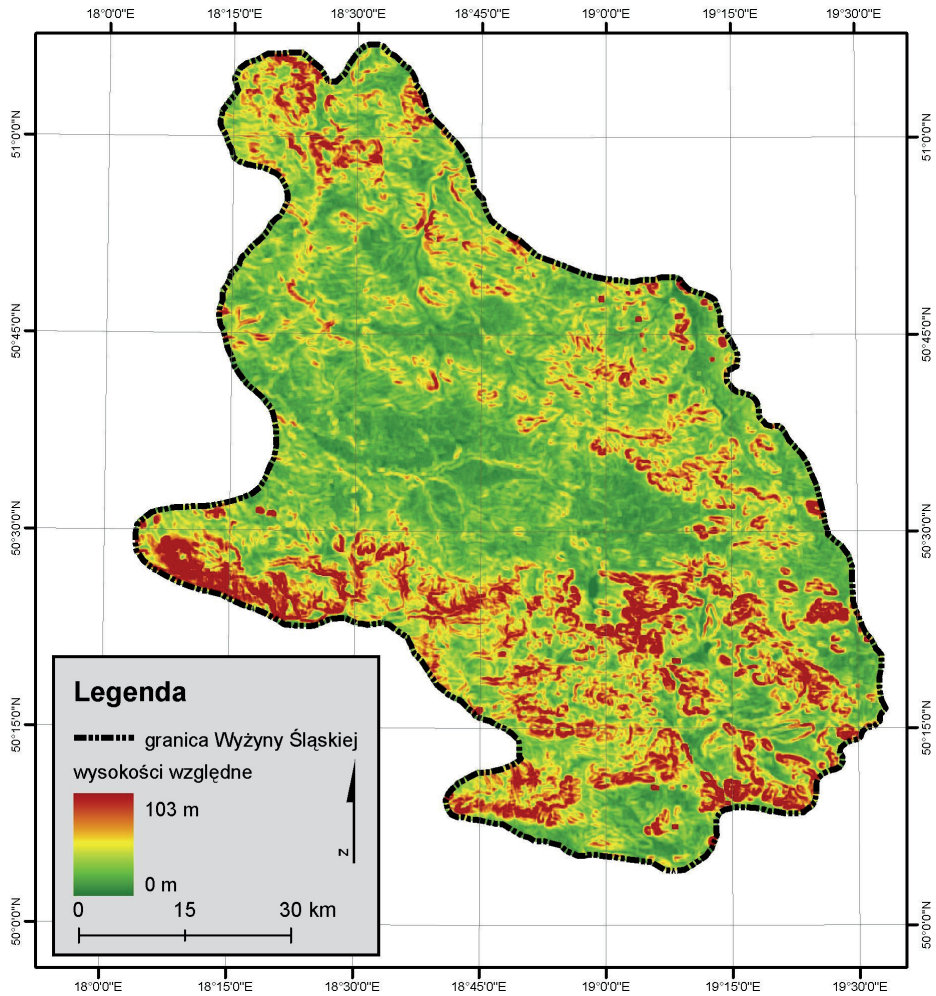 18°0'0"E 18°15'0"E 18°30'0"E 18°45'0"E 19°0'0"E 19°15'0"E 19°30'0"E
51°0'0"N 51°0'0"N
50°45'0"N 50°45'0"N
50°30'0"N 50°30'0"N
50°15'0"N 50°15'0"N
50°0'0"N 50°0'0"N
Legenda
granica Wyżyny Śląskiej
wysokości względne
103 m
0 m
N
0 15 30 km
18°0'0"E 18°15'0"E 18°30'0"E 18°45'0"E 19°0'0"E 19°15'0"E 19°30'0"E